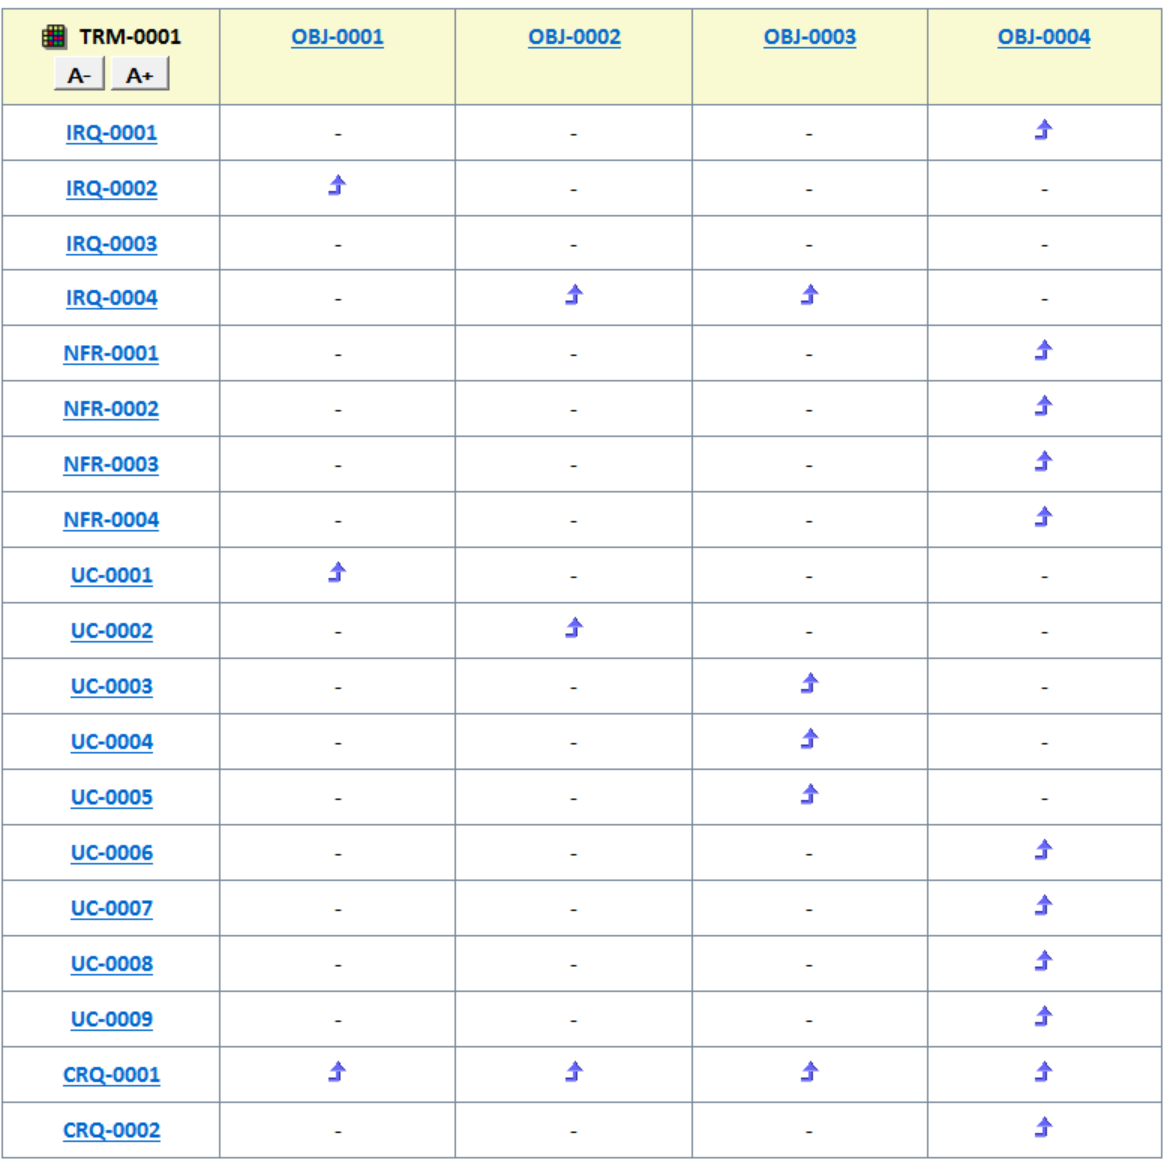 TRM-0001 OBJ-0001 OBJ-0002 OBJ-0003 OBJ-0004
A- A+
IRQ-0001 - - -
IRQ-0002 - - -
IRQ-0003 - - - -
IRQ-0004 - -
NFR-0001 - - -
NFR-0002 - - -
NFR-0003 - - -
NFR-0004 - - -
UC-0001 - - -
UC-0002 - - -
UC-0003 - - -
UC-0004 - - -
UC-0005 - - -
UC-0006 - - -
UC-0007 - - -
UC-0008 - - -
UC-0009 - - -
CRQ-0001
CRQ-0002 - - -